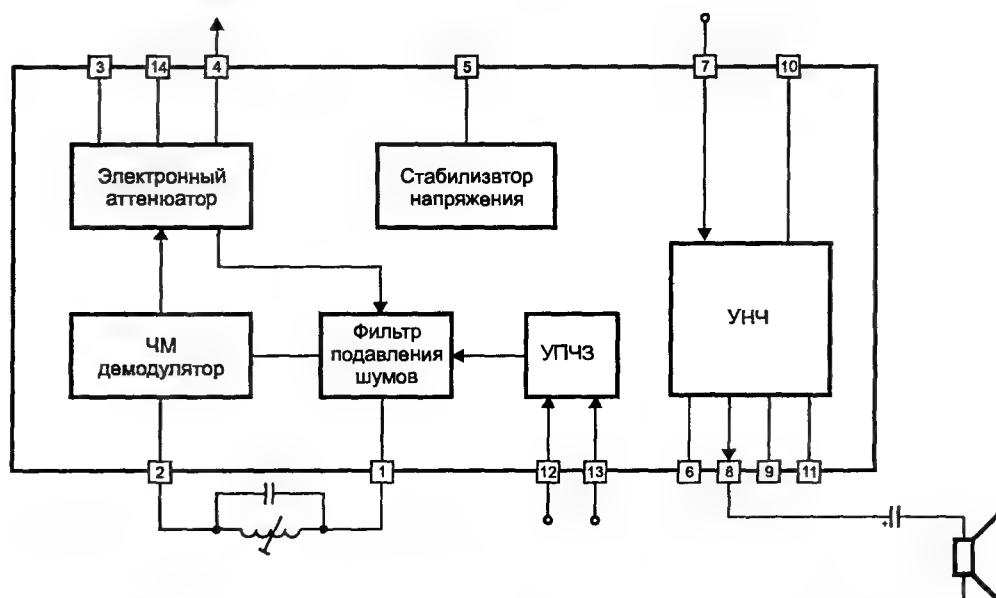 3 14 4 5 7 10
Электронный
аттенюатор
Стабилизвтор
напряжения
ЧМ
демодулятор
Фильтр
подавления
шумов
УПЧЗ
УНЧ
2 1 12 13 6 8 9 11
+